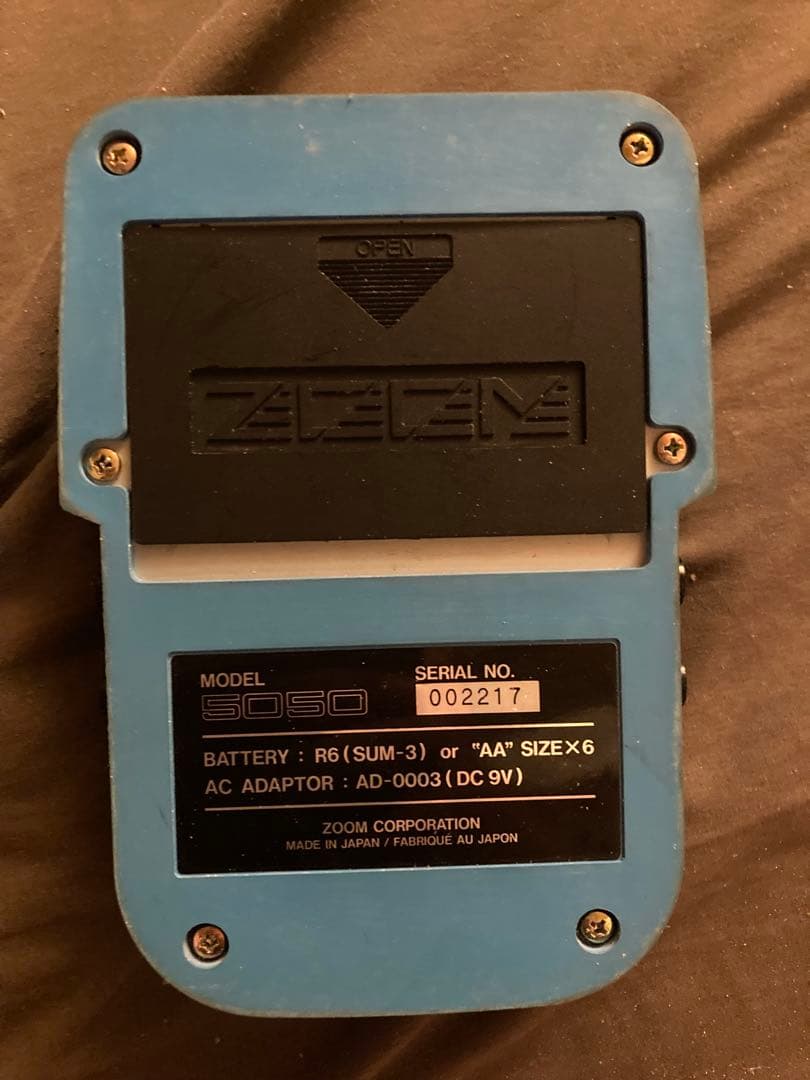 OPEN
ZOOM
MODEL SERIAL NO.
5050 002217
BATTERY : R6 (SUM-3) or "AA" SIZE×6
AC ADAPTOR : AD-0003 (DC 9V)
ZOOM CORPORATION
MADE IN JAPAN / FABRIQUÉ AU JAPON